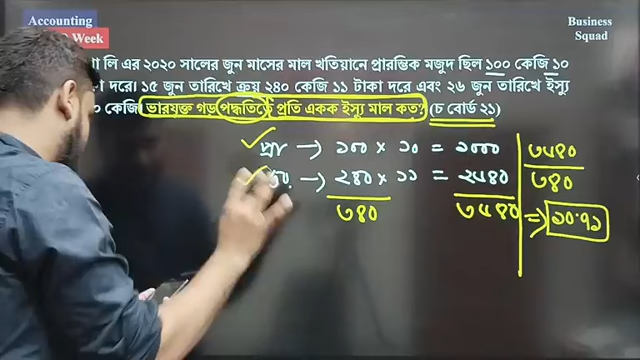 Accounting
Week
Business
Squad
লি এর ২০২০ সালের জুন মাসের মাল খতিয়ানে প্রারম্ভিক মজুদ ছিল ১০০ কেজি ১০
দরে। ১৫ জুন তারিখে ক্রয় ২৪০ কেজি ১১ টাকা দরে এবং ২৬ জুন তারিখে ইস্যু
কেজি। ভারযুক্ত গড় পদ্ধতিতে প্রতি একক ইস্যু মাল কত? (চ বোর্ড ২১)
প্রা → ১০০ × ১০ = ১০০০
→ ২৪০ × ১১ = ২৬৪০
৩৪০ ৩৬৪০
৩৬৪০
৩৪০
⇒ ১০.৭১